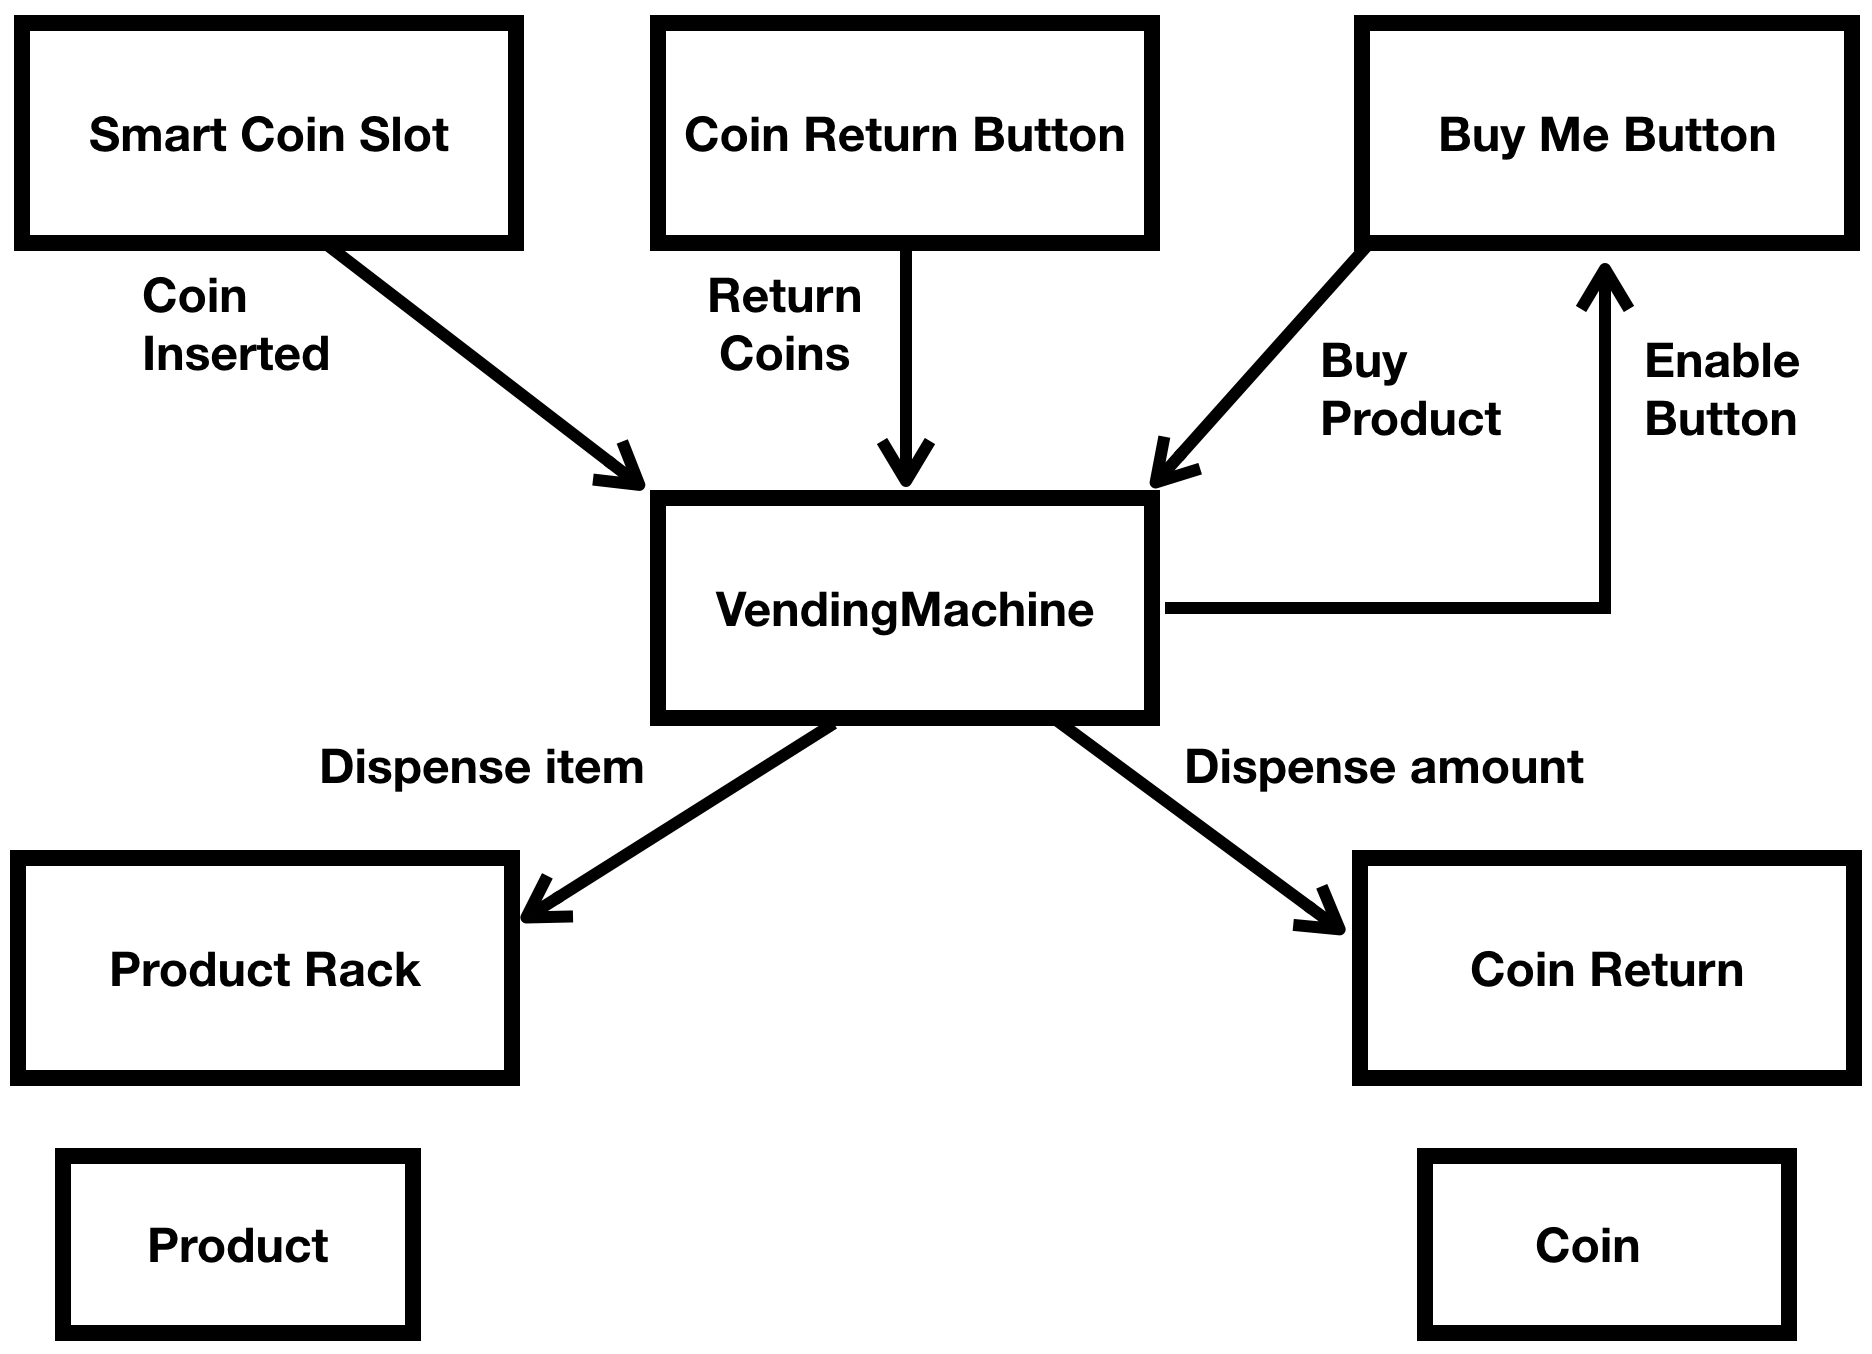 Smart Coin Slot
Coin Return Button
Buy Me Button
Coin
Inserted
Return
Coins
Buy
Product
Enable
Button
VendingMachine
Dispense item
Dispense amount
Product Rack
Coin Return
Product
Coin